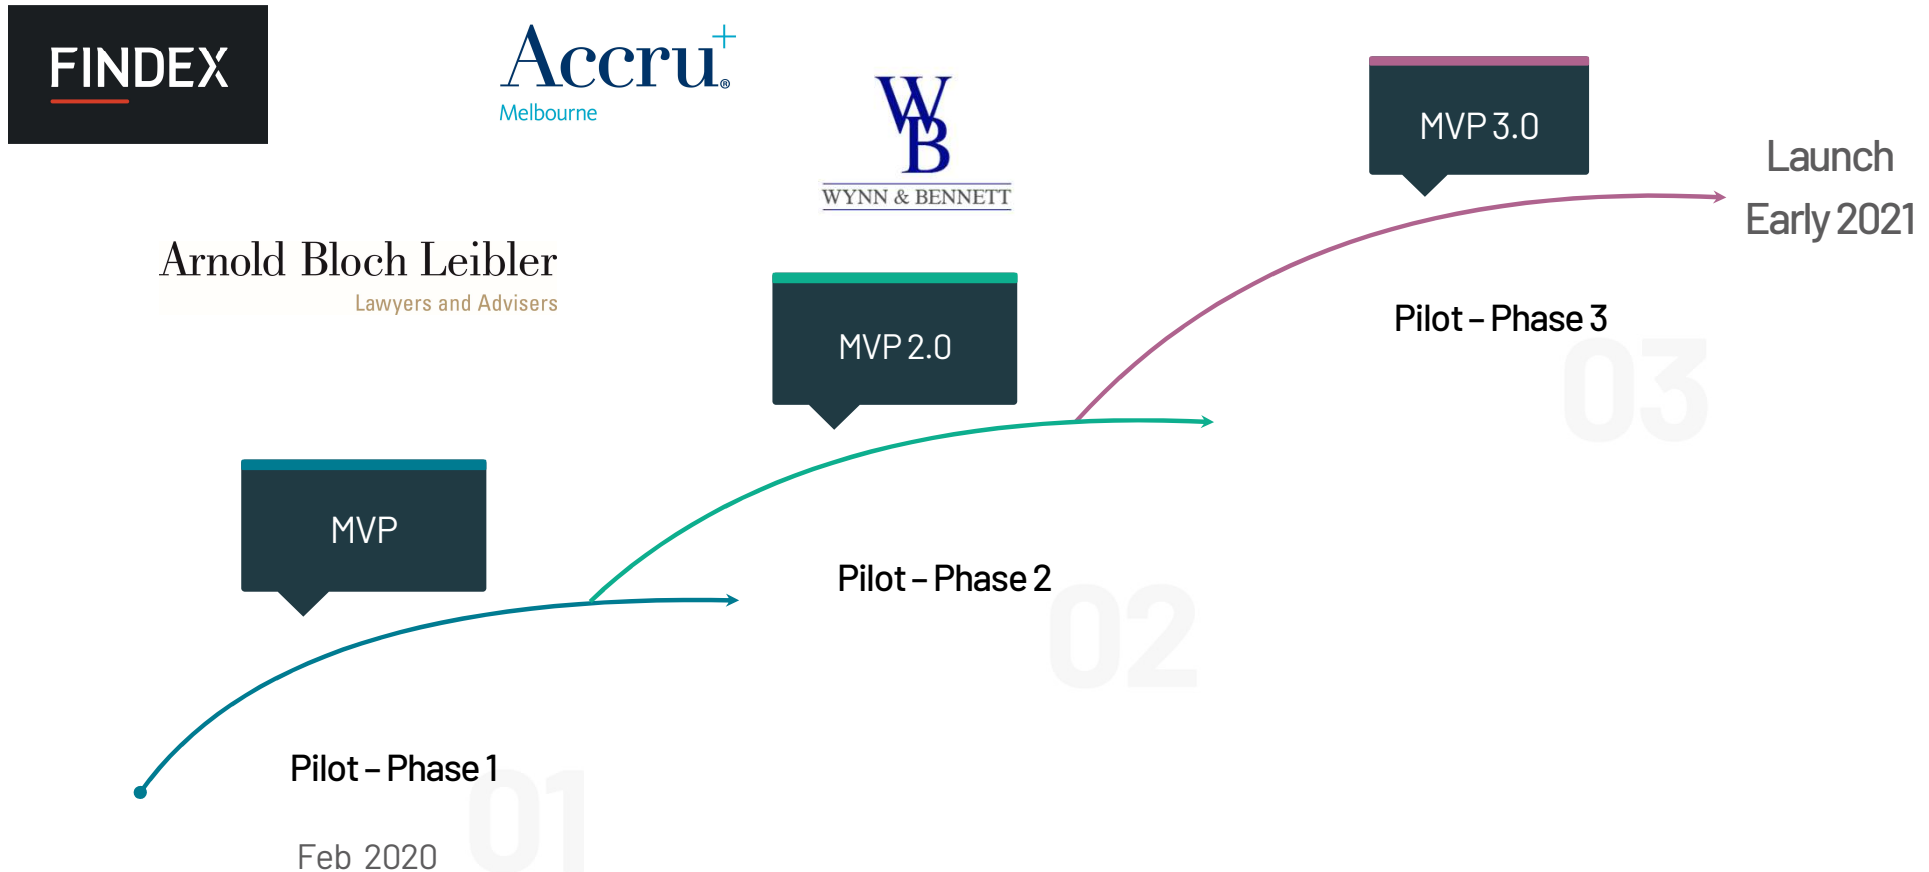 FINDEX
Accru+®
Melbourne
WB
WYNN & BENNETT
Arnold Bloch Leibler
Lawyers and Advisers
MVP 3.0
Launch
Early 2021
MVP 2.0
Pilot – Phase 3
03
MVP
Pilot – Phase 2
02
Pilot – Phase 1
01
Feb 2020